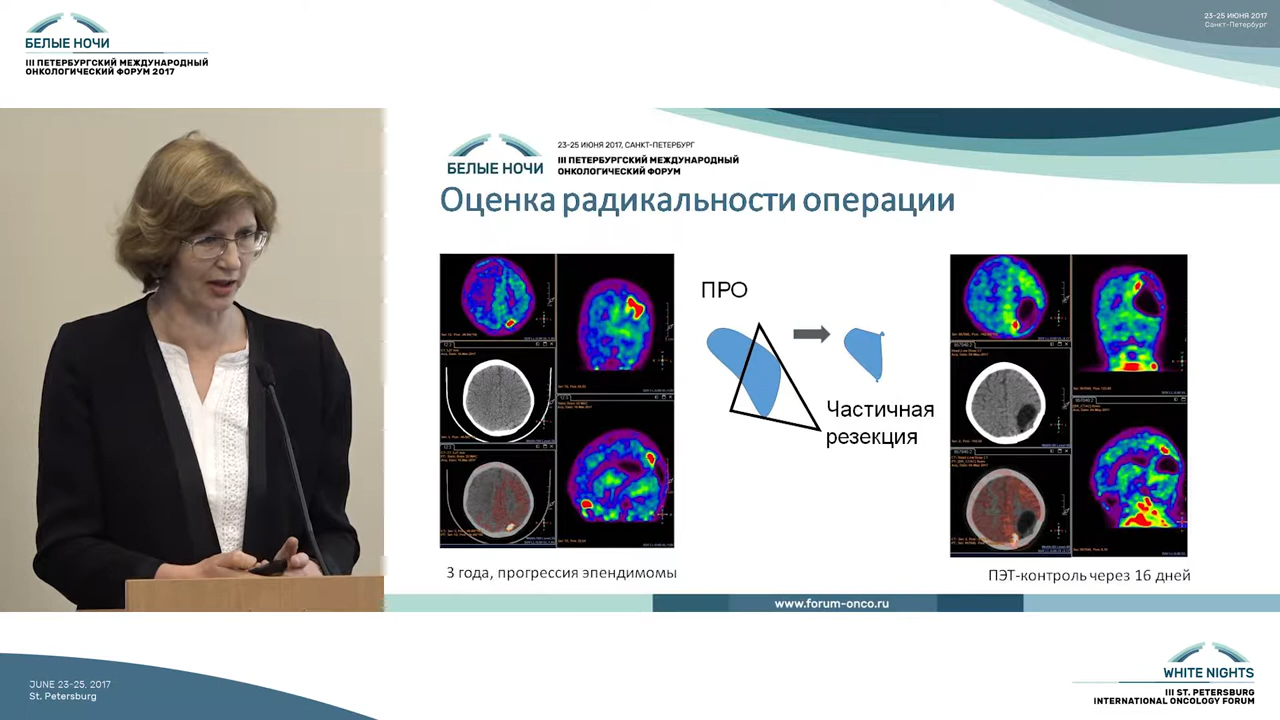 БЕЛЫЕ НОЧИ
III ПЕТЕРБУРГСКИЙ МЕЖДУНАРОДНЫЙ
ОНКОЛОГИЧЕСКИЙ ФОРУМ 2017
23-25 ИЮНЯ 2017
Санкт-Петербург
БЕЛЫЕ НОЧИ
23-25 ИЮНЯ 2017, САНКТ-ПЕТЕРБУРГ
III ПЕТЕРБУРГСКИЙ МЕЖДУНАРОДНЫЙ
ОНКОЛОГИЧЕСКИЙ ФОРУМ
Оценка радикальности операции
ПРО
Частичная
резекция
3 года, прогрессия эпендимомы
ПЭТ-контроль через 16 дней
www.forum-onco.ru
JUNE 23-25, 2017
St. Petersburg
WHITE NIGHTS
III ST. PETERSBURG
INTERNATIONAL ONCOLOGY FORUM